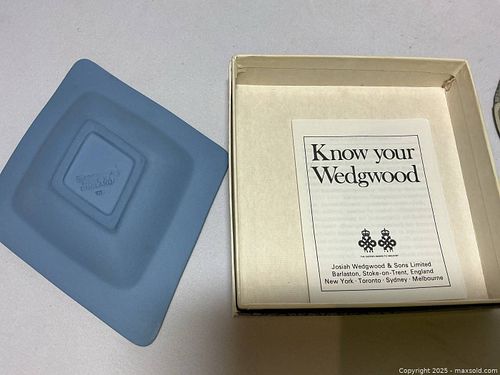 ENGLAND
Know your
Wedgwood
Josiah Wedgwood & Sons Limited
Barlaston, Stoke-on-Trent, England
New York · Toronto · Sydney · Melbourne
Copyright 2025 - maxsold.com